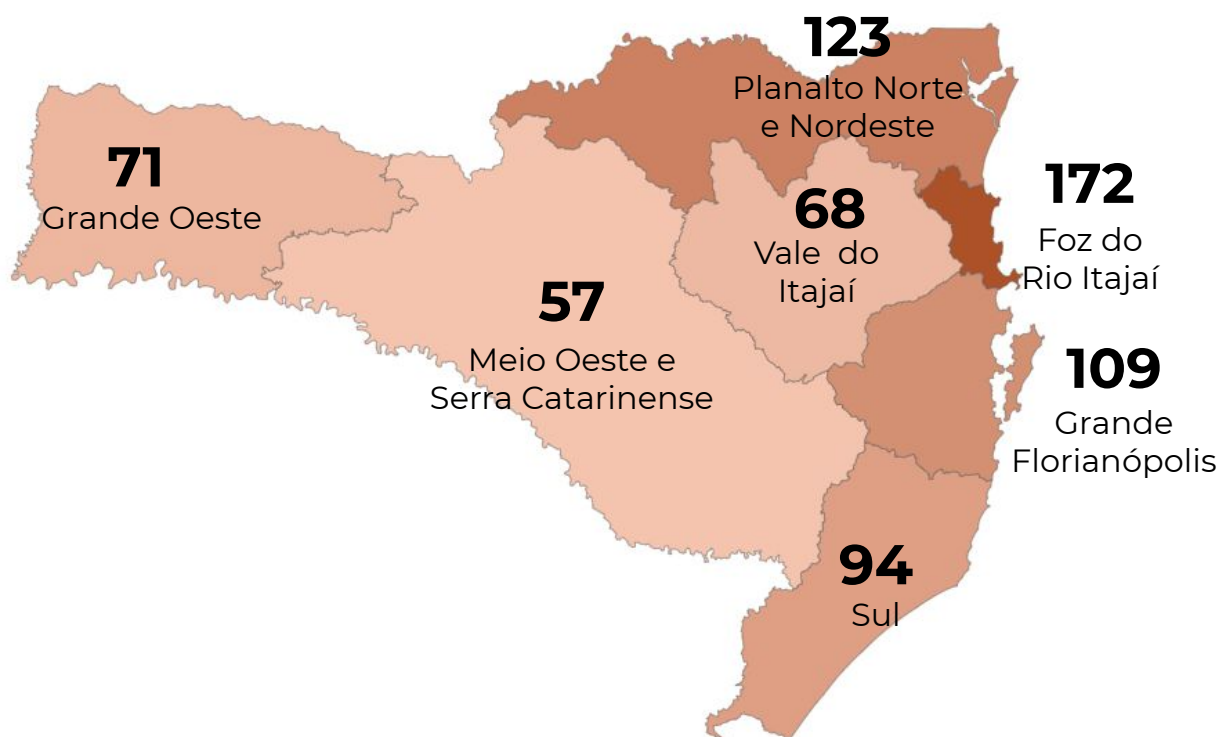 123
Planalto Norte
e Nordeste
71
Grande Oeste
68
Vale do
Itajaí
172
Foz do
Rio Itajaí
57
Meio Oeste e
Serra Catarinense
109
Grande
Florianópolis
94
Sul